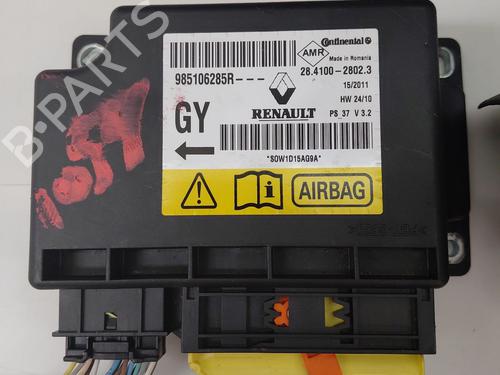 Continental
AMR
Made in Romania
985106285R---
28.4100-2802.3
15/2011
HW 24/10
GY
RENAULT
PS_37 V 3.2
*SOW1D15AG9A*
AIRBAG
B-PARTS